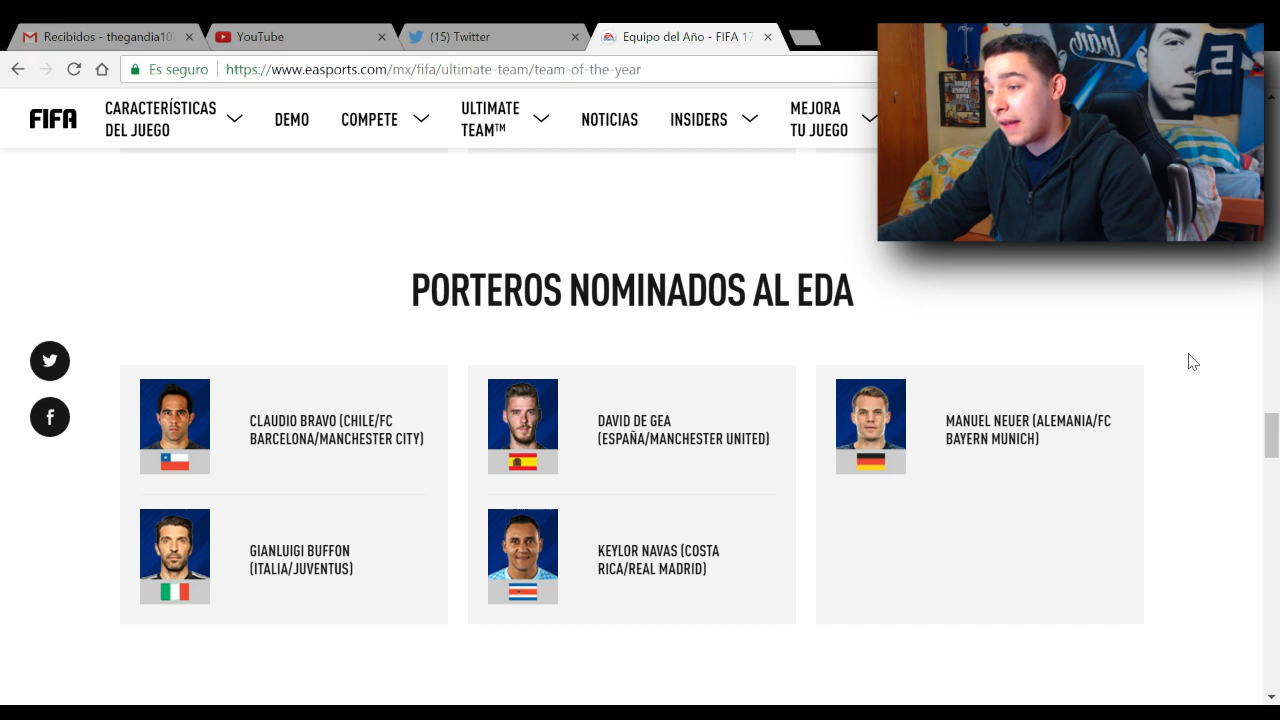 Recibidos - thegandia10
YouTube
(15) Twitter
Equipo del Año - FIFA 17
Es seguro
https://www.easports.com/mx/fifa/ultimate-team/team-of-the-year
FIFA
CARACTERÍSTICAS
DEL JUEGO
DEMO
COMPETE
ULTIMATE
TEAM™
NOTICIAS
INSIDERS
MEJORA
TU JUEGO
Iván
2
PORTEROS NOMINADOS AL EDA
CLAUDIO BRAVO (CHILE/FC
BARCELONA/MANCHESTER CITY)
DAVID DE GEA
(ESPAÑA/MANCHESTER UNITED)
MANUEL NEUER (ALEMANIA/FC
BAYERN MUNICH)
GIANLUIGI BUFFON
(ITALIA/JUVENTUS)
KEYLOR NAVAS (COSTA
RICA/REAL MADRID)